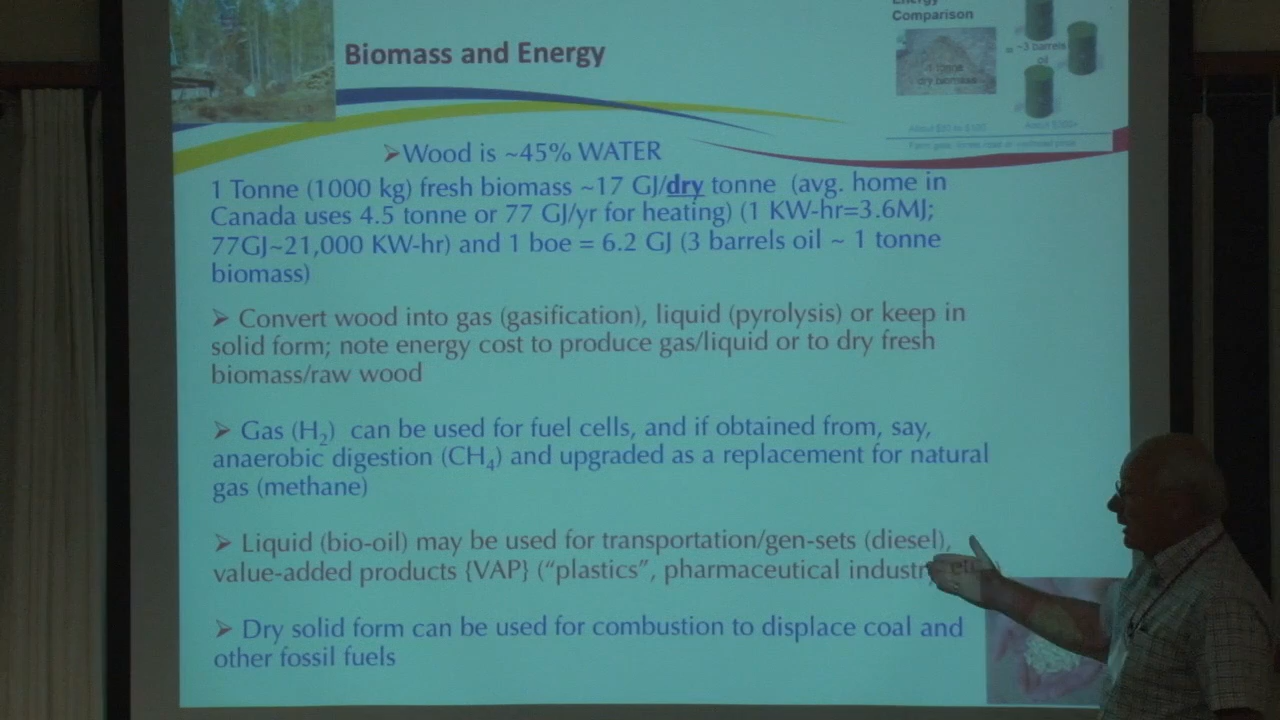 Energy
Comparison
Biomass and Energy
1 tonne
dry biomass
= ~3 barrels
oil
➢Wood is ~45% WATER
1 Tonne (1000 kg) fresh biomass ~17 GJ/dry tonne (avg. home in
Canada uses 4.5 tonne or 77 GJ/yr for heating) (1 KW-hr=3.6MJ;
77GJ~21,000 KW-hr) and 1 boe = 6.2 GJ (3 barrels oil ~ 1 tonne
biomass)
➢ Convert wood into gas (gasification), liquid (pyrolysis) or keep in
solid form; note energy cost to produce gas/liquid or to dry fresh
biomass/raw wood
➢ Gas (H₂) can be used for fuel cells, and if obtained from, say,
anaerobic digestion (CH₄) and upgraded as a replacement for natural
gas (methane)
➢ Liquid (bio-oil) may be used for transportation/gen-sets (diesel),
value-added products {VAP} (“plastics”, pharmaceutical industry
➢ Dry solid form can be used for combustion to displace coal and
other fossil fuels